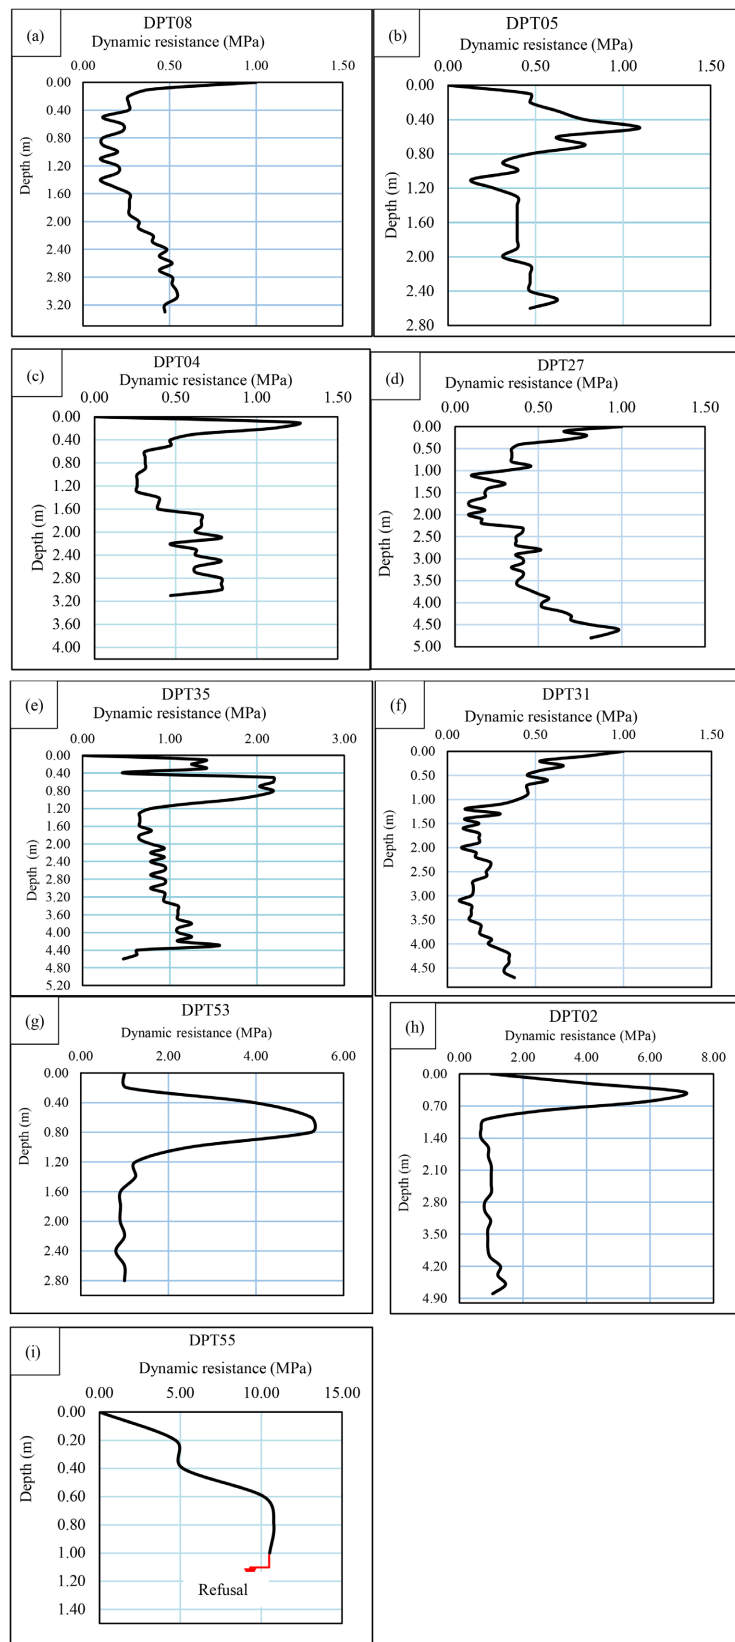 (a)
DPT08
Dynamic resistance (MPa)
0.00 0.50 1.00 1.50
0.00
0.40
0.80
1.20
1.60
2.00
2.40
2.80
3.20
Depth (m)
(b)
DPT05
Dynamic resistance (MPa)
0.00 0.50 1.00 1.50
0.00
0.40
0.80
1.20
1.60
2.00
2.40
2.80
Depth (m)
(c)
DPT04
Dynamic resistance (MPa)
0.00 0.50 1.00 1.50
0.00
0.40
0.80
1.20
1.60
2.00
2.40
2.80
3.20
3.60
4.00
Depth (m)
(d)
DPT27
Dynamic resistance (MPa)
0.00 0.50 1.00 1.50
0.00
0.50
1.00
1.50
2.00
2.50
3.00
3.50
4.00
4.50
5.00
Depth (m)
(e)
DPT35
Dynamic resistance (MPa)
0.00 1.00 2.00 3.00
0.00
0.40
0.80
1.20
1.60
2.00
2.40
2.80
3.20
3.60
4.00
4.40
4.80
5.20
Depth (m)
(f)
DPT31
Dynamic resistance (MPa)
0.00 0.50 1.00 1.50
0.00
0.50
1.00
1.50
2.00
2.50
3.00
3.50
4.00
4.50
Depth (m)
(g)
DPT53
Dynamic resistance (MPa)
0.00 2.00 4.00 6.00
0.00
0.40
0.80
1.20
1.60
2.00
2.40
2.80
Depth (m)
(h)
DPT02
Dynamic resistance (MPa)
0.00 2.00 4.00 6.00 8.00
0.00
0.70
1.40
2.10
2.80
3.50
4.20
4.90
Depth (m)
(i)
DPT55
Dynamic resistance (MPa)
0.00 5.00 10.00 15.00
0.00
0.20
0.40
0.60
0.80
1.00
1.20
1.40
Depth (m)
Refusal